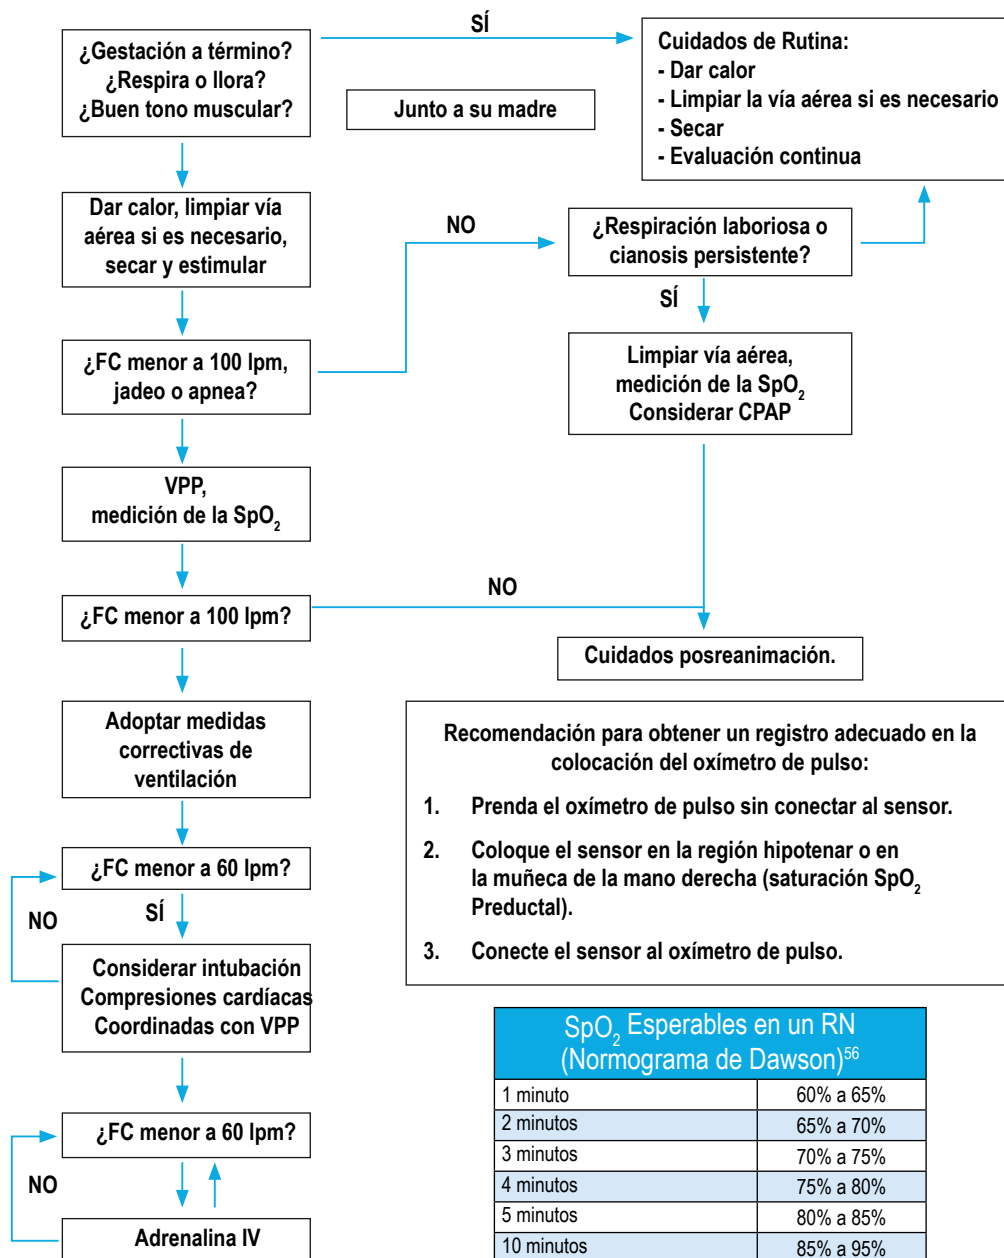 SÍ
¿Gestación a término?
¿Respira o llora?
¿Buen tono muscular?
Junto a su madre
Cuidados de Rutina:
- Dar calor
- Limpiar la vía aérea si es necesario
- Secar
- Evaluación continua
Dar calor, limpiar vía
aérea si es necesario,
secar y estimular
NO
¿Respiración laboriosa o
cianosis persistente?
SÍ
¿FC menor a 100 lpm,
jadeo o apnea?
Limpiar vía aérea,
medición de la SpO₂
Considerar CPAP
VPP,
medición de la SpO₂
NO
¿FC menor a 100 lpm?
Cuidados posreanimación.
Adoptar medidas
correctivas de
ventilación
Recomendación para obtener un registro adecuado en la
colocación del oxímetro de pulso:
1. Prenda el oxímetro de pulso sin conectar al sensor.
2. Coloque el sensor en la región hipotenar o en
la muñeca de la mano derecha (saturación SpO₂
Preductal).
3. Conecte el sensor al oxímetro de pulso.
¿FC menor a 60 lpm?
NO
SÍ
Considerar intubación
Compresiones cardíacas
Coordinadas con VPP
¿FC menor a 60 lpm?
NO
Adrenalina IV
SpO₂ Esperables en un RN
(Normograma de Dawson)⁵⁶
1 minuto 60% a 65%
2 minutos 65% a 70%
3 minutos 70% a 75%
4 minutos 75% a 80%
5 minutos 80% a 85%
10 minutos 85% a 95%